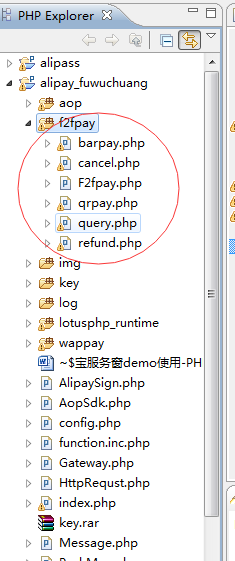 PHP Explorer
alipass
alipay_fuwuchuang
aop
f2fpay
barpay.php
cancel.php
F2fpay.php
qrpay.php
query.php
refund.php
img
key
log
lotusphp_runtime
wappay
~$宝服务窗demo使用-PH
AlipaySign.php
AopSdk.php
config.php
function.inc.php
Gateway.php
HttpRequst.php
index.php
key.rar
Message.php